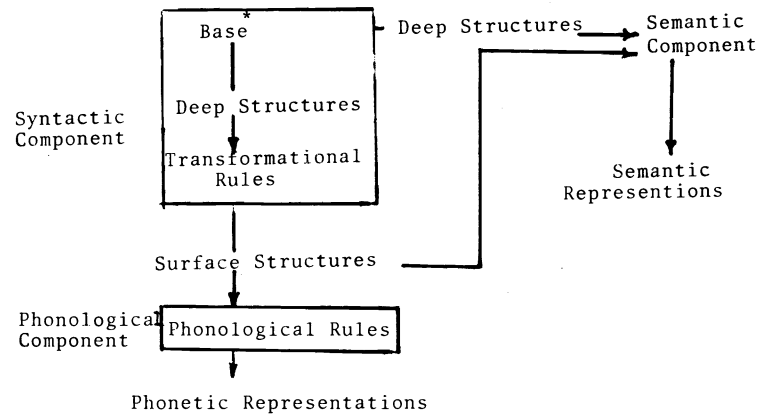 Base*
Deep Structures
Semantic
Component
Syntactic
Component
Deep Structures
Transformational
Rules
Semantic
Representions
Surface Structures
Phonological
Component
Phonological Rules
Phonetic Representations